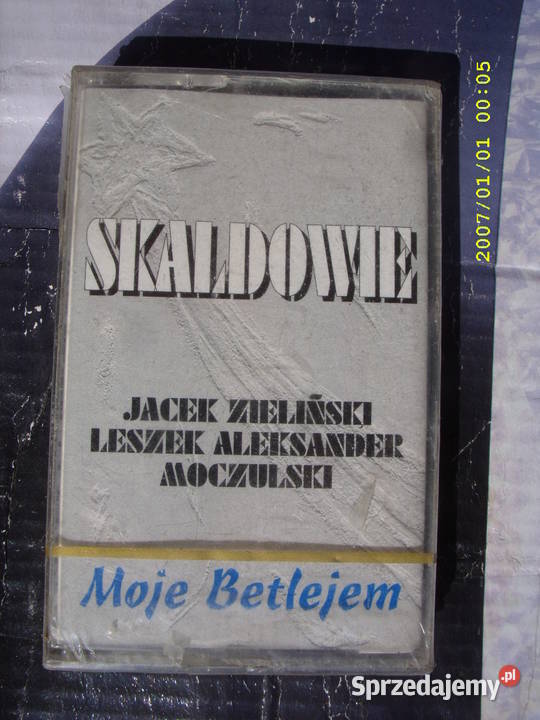 SKALDOWIE
JACEK ZIELIŃSKI
LESZEK ALEKSANDER
MOCZULSKI
Moje Betlejem
2007/01/01 00:05
Sprzedajemy.pl